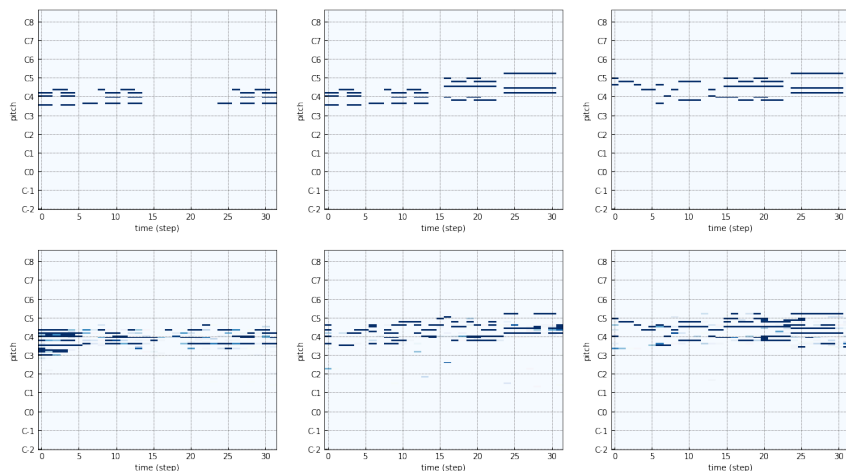 C8 C8 C8
C7 C7 C7
C6 C6 C6
C5 C5 C5
C4 C4 C4
pitch pitch pitch
C3 C3 C3
C2 C2 C2
C1 C1 C1
C0 C0 C0
C-1 C-1 C-1
C-2 C-2 C-2
0 5 10 15 20 25 30 0 5 10 15 20 25 30 0 5 10 15 20 25 30
time (step) time (step) time (step)
C8 C8 C8
C7 C7 C7
C6 C6 C6
C5 C5 C5
C4 C4 C4
pitch pitch pitch
C3 C3 C3
C2 C2 C2
C1 C1 C1
C0 C0 C0
C-1 C-1 C-1
C-2 C-2 C-2
0 5 10 15 20 25 30 0 5 10 15 20 25 30 0 5 10 15 20 25 30
time (step) time (step) time (step)